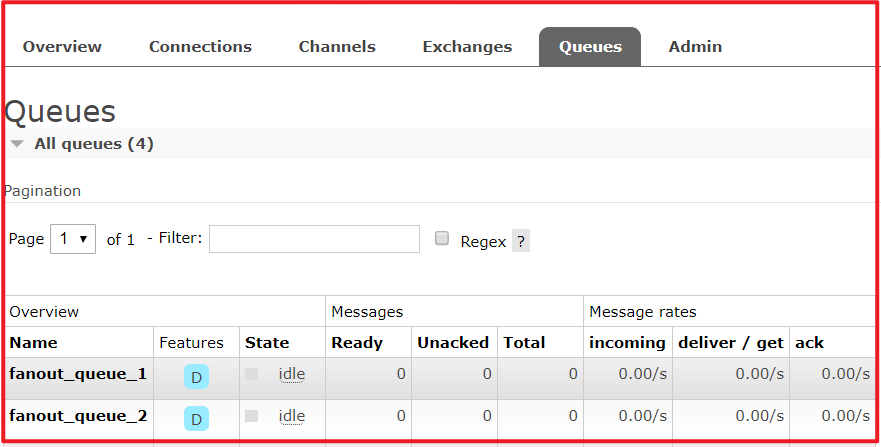 Overview Connections Channels Exchanges Queues Admin
Queues
All queues (4)
Pagination
Page 1 of 1 - Filter: Regex ?
Overview Messages Message rates
Name Features State Ready Unacked Total incoming deliver / get ack
fanout_queue_1 D idle 0 0 0 0.00/s 0.00/s 0.00/s
fanout_queue_2 D idle 0 0 0 0.00/s 0.00/s 0.00/s